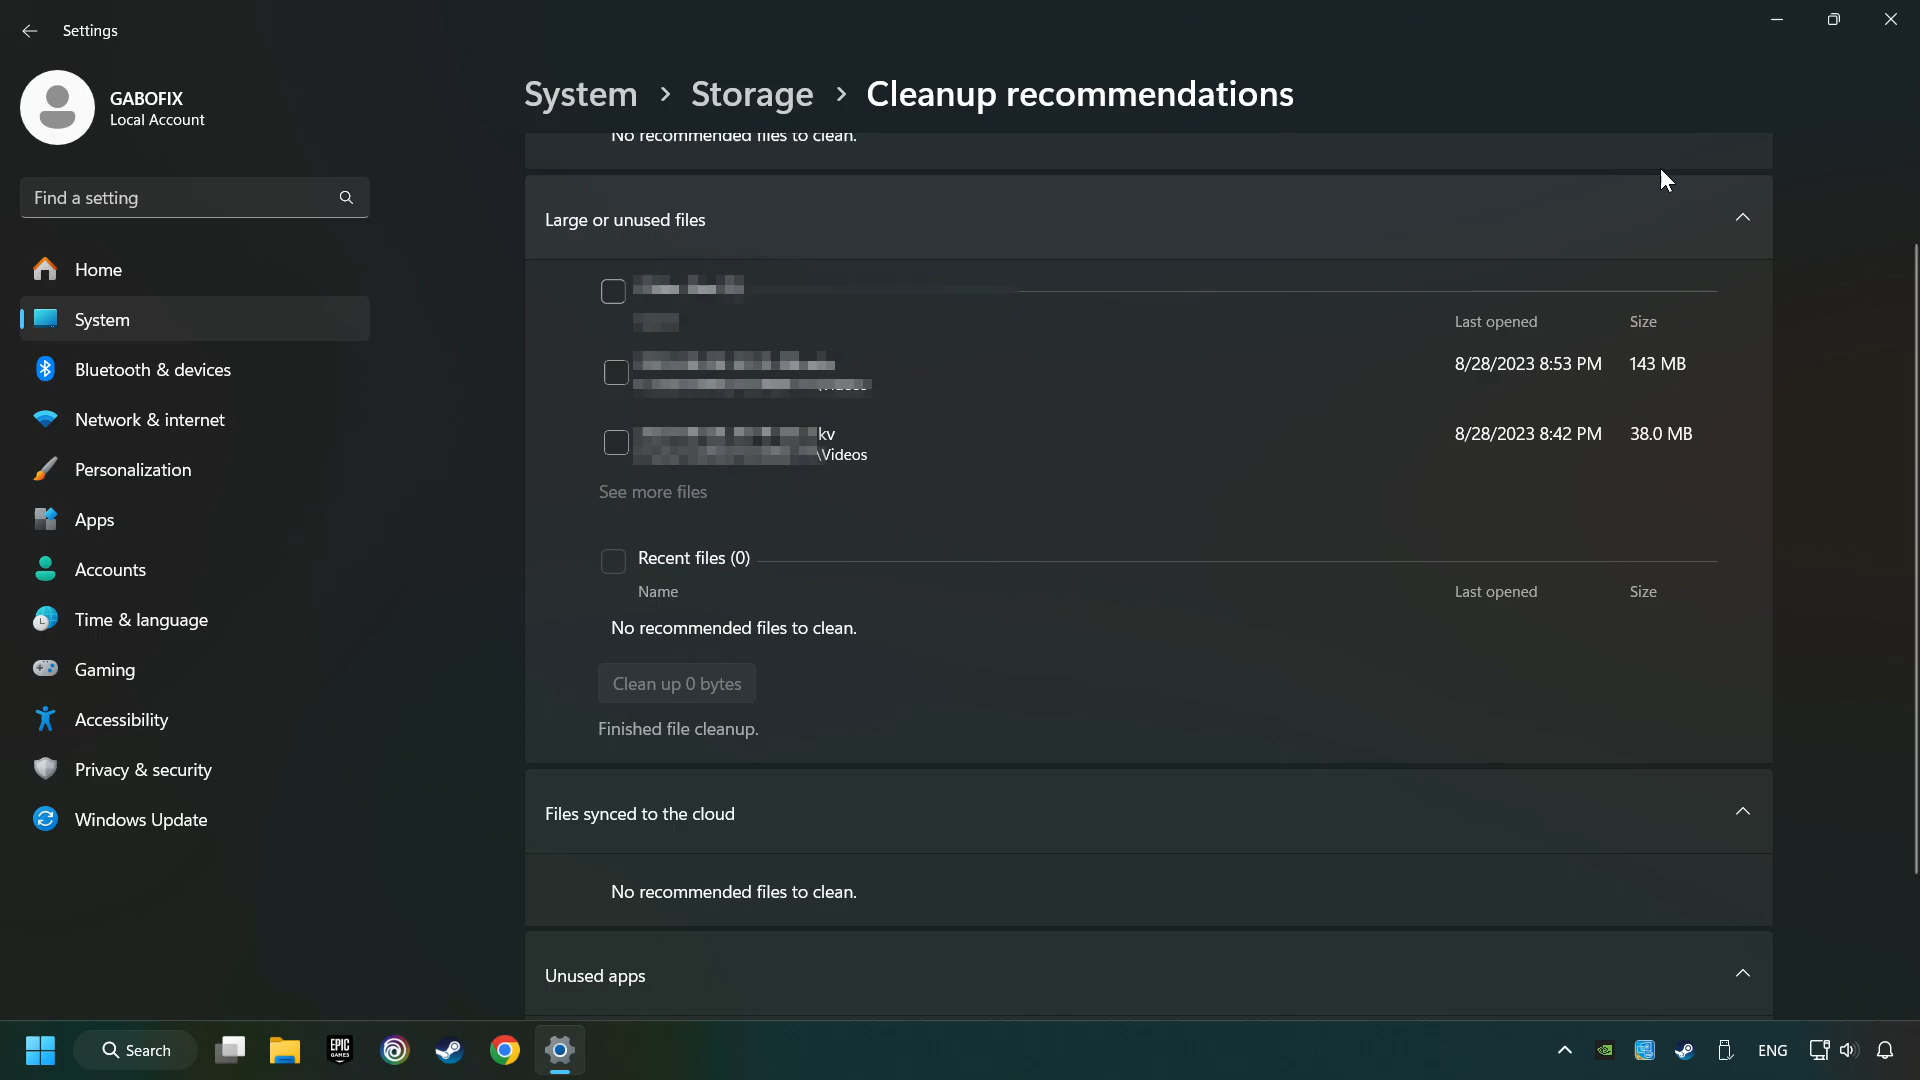 Settings
GABOFIX
Local Account
Find a setting
Home
System
Bluetooth & devices
Network & internet
Personalization
Apps
Accounts
Time & language
Gaming
Accessibility
Privacy & security
Windows Update
System > Storage > Cleanup recommendations
No recommended files to clean.
Large or unused files
Last opened Size
8/28/2023 8:53 PM 143 MB
kv 8/28/2023 8:42 PM 38.0 MB
\Videos
See more files
Recent files (0)
Name Last opened Size
No recommended files to clean.
Clean up 0 bytes
Finished file cleanup.
Files synced to the cloud
No recommended files to clean.
Unused apps
Search
EPIC
GAMES
ENG